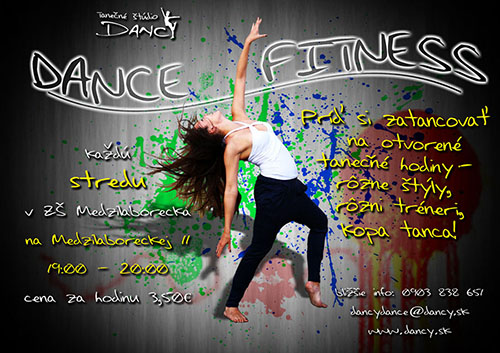 Tanečné štúdio
DANCY
DANCE FITNESS
každú
stredu
v ZŠ Medzilaborecká
na Medzilaboreckej 11
19:00 - 20:00
cena za hodinu 3,50€
Príď si zatancovať
na otvorené
tanečné hodiny -
rôzne štýly,
rôzni tréneri,
kopa tanca!
bližšie info: 0903 838 651
dancydance@dancy.sk
www.dancy.sk